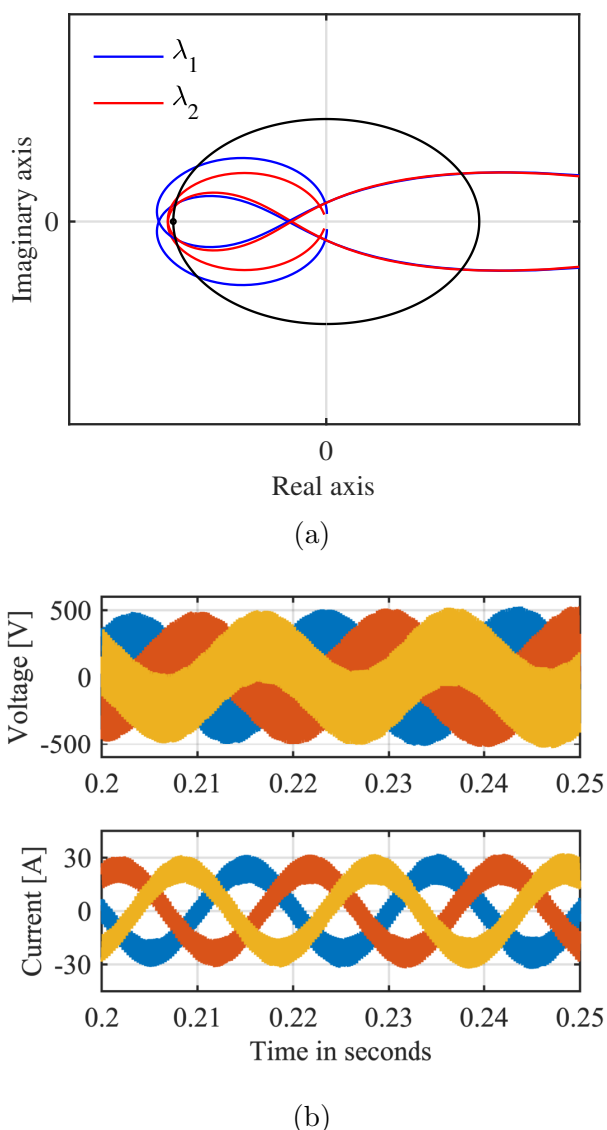 λ1
λ2
Imaginary axis
0
0
Real axis
(a)
Voltage [V]
500
0
-500
0.2 0.21 0.22 0.23 0.24 0.25
Current [A]
30
0
-30
0.2 0.21 0.22 0.23 0.24 0.25
Time in seconds
(b)